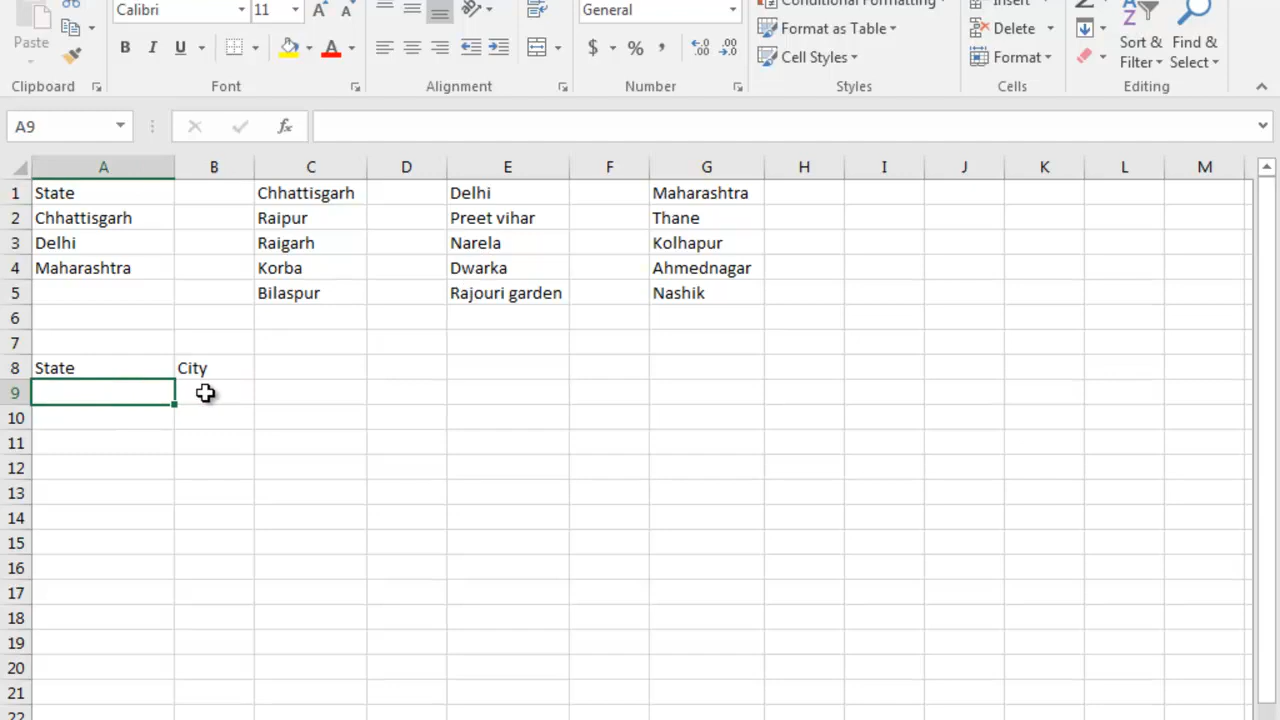 Calibri 11 General Conditional Formatting Insert
Paste B I U $ % , Format as Table Delete Sort & Find &
Cell Styles Format Filter Select
Clipboard Font Alignment Number Styles Cells Editing
A9 fx
A B C D E F G H I J K L M
1 State Chhattisgarh Delhi Maharashtra
2 Chhattisgarh Raipur Preet vihar Thane
3 Delhi Raigarh Narela Kolhapur
4 Maharashtra Korba Dwarka Ahmednagar
5 Bilaspur Rajouri garden Nashik
6
7
8 State City
9
10
11
12
13
14
15
16
17
18
19
20
21
22